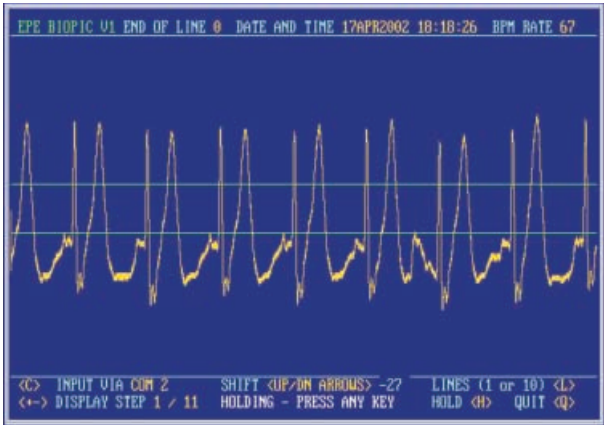 EPE BIOPIC V1 END OF LINE 0 DATE AND TIME 17APR2002 18:18:26 BPM RATE 67
<C> INPUT VIA COM 2 SHIFT <UP/DN ARROWS> -27 LINES (1 or 10) <L>
<+-> DISPLAY STEP 1 / 11 HOLDING - PRESS ANY KEY HOLD <H> QUIT <Q>